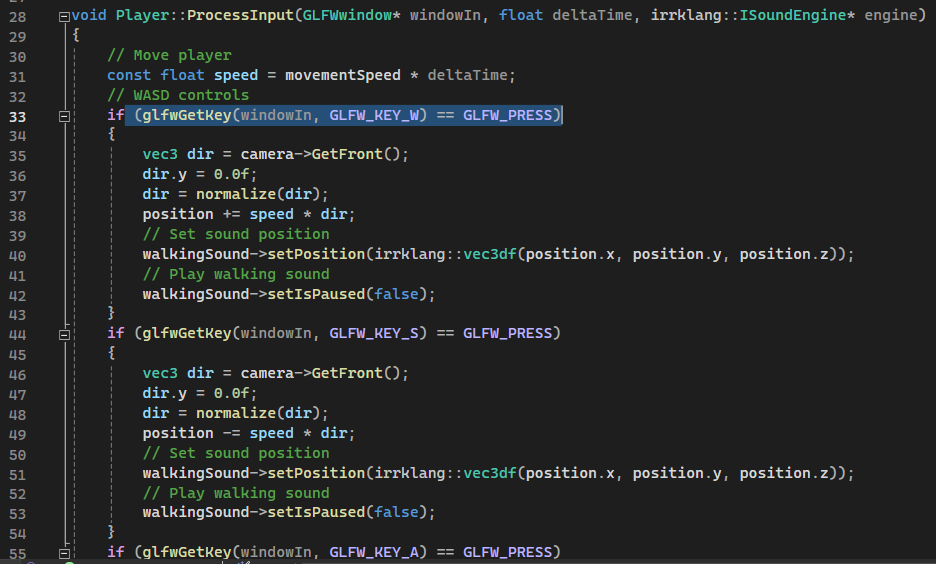 28 void Player::ProcessInput(GLFWwindow* windowIn, float deltaTime, irrklang::ISoundEngine* engine)
29 {
30 // Move player
31 const float speed = movementSpeed * deltaTime;
32 // WASD controls
33 if (glfwGetKey(windowIn, GLFW_KEY_W) == GLFW_PRESS)
34 {
35 vec3 dir = camera->GetFront();
36 dir.y = 0.0f;
37 dir = normalize(dir);
38 position += speed * dir;
39 // Set sound position
40 walkingSound->setPosition(irrklang::vec3df(position.x, position.y, position.z));
41 // Play walking sound
42 walkingSound->setIsPaused(false);
43 }
44 if (glfwGetKey(windowIn, GLFW_KEY_S) == GLFW_PRESS)
45 {
46 vec3 dir = camera->GetFront();
47 dir.y = 0.0f;
48 dir = normalize(dir);
49 position -= speed * dir;
50 // Set sound position
51 walkingSound->setPosition(irrklang::vec3df(position.x, position.y, position.z));
52 // Play walking sound
53 walkingSound->setIsPaused(false);
54 }
55 if (glfwGetKey(windowIn, GLFW_KEY_A) == GLFW_PRESS)